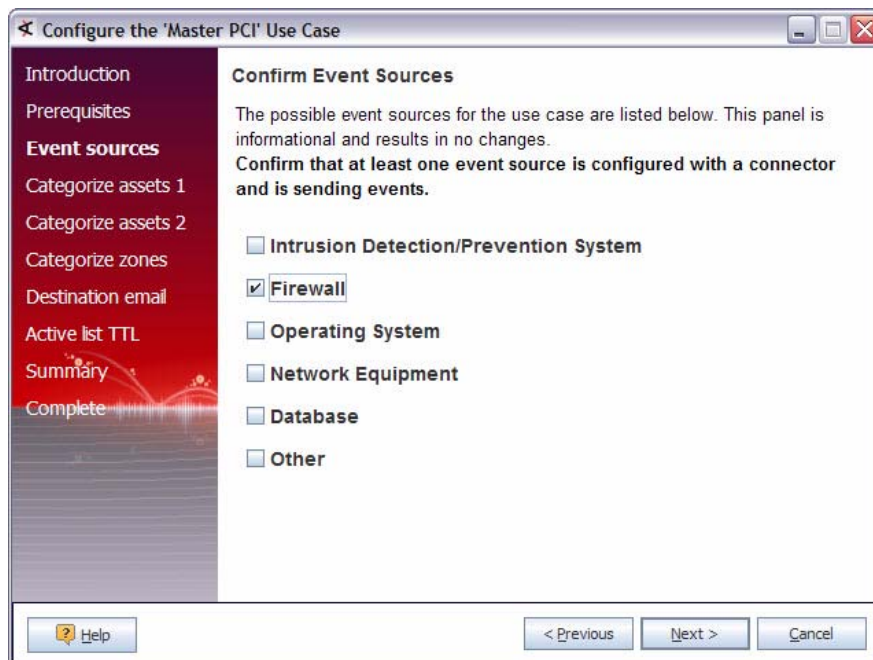 Configure the 'Master PCI' Use Case
Introduction
Prerequisites
Event sources
Categorize assets 1
Categorize assets 2
Categorize zones
Destination email
Active list TTL
Summary
Complete
Confirm Event Sources
The possible event sources for the use case are listed below. This panel is
informational and results in no changes.
Confirm that at least one event source is configured with a connector
and is sending events.
Intrusion Detection/Prevention System
Firewall
Operating System
Network Equipment
Database
Other
Help
< Previous
Next >
Cancel